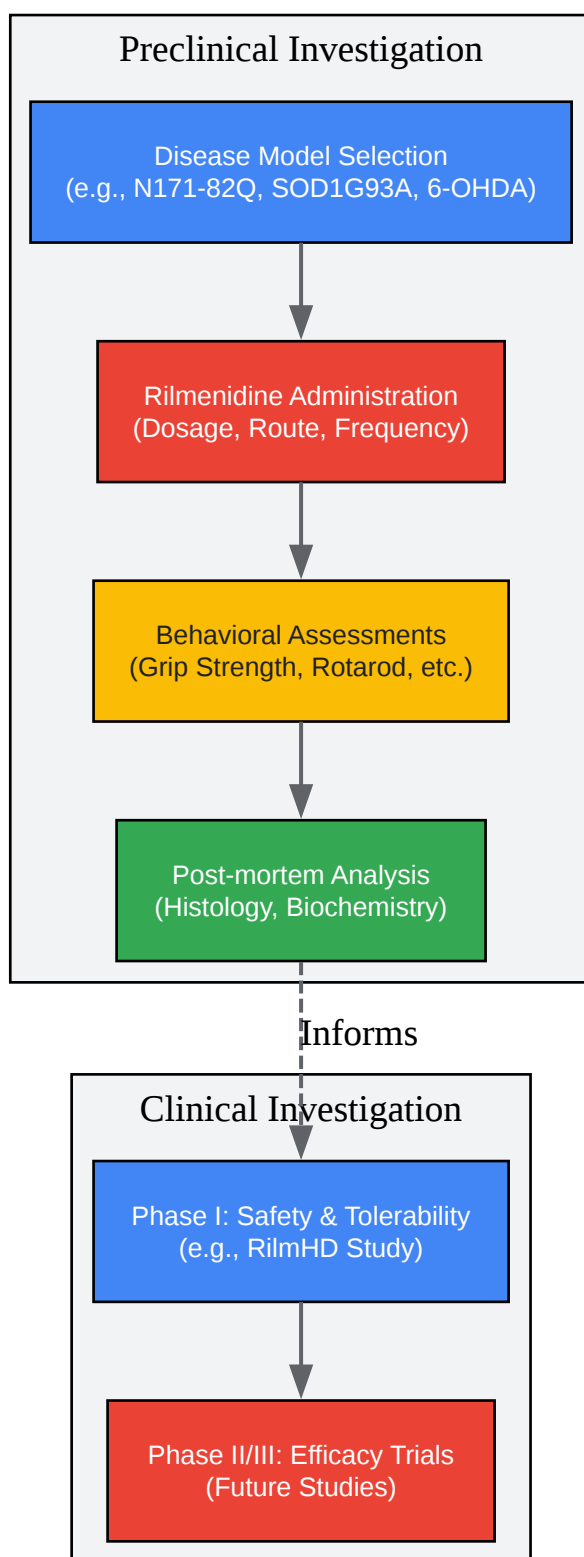 Preclinical Investigation
Disease Model Selection
(e.g., N171-82Q, SOD1G93A, 6-OHDA)
Rilmenidine Administration
(Dosage, Route, Frequency)
Behavioral Assessments
(Grip Strength, Rotarod, etc.)
Post-mortem Analysis
(Histology, Biochemistry)
Informs
Clinical Investigation
Phase I: Safety & Tolerability
(e.g., RilmHD Study)
Phase II/III: Efficacy Trials
(Future Studies)